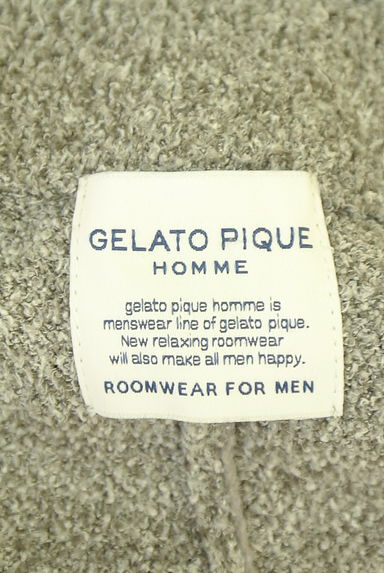 GELATO PIQUE
HOMME
gelato pique homme is
menswear line of gelato pique.
New relaxing roomwear
will also make all men happy.
ROOMWEAR FOR MEN